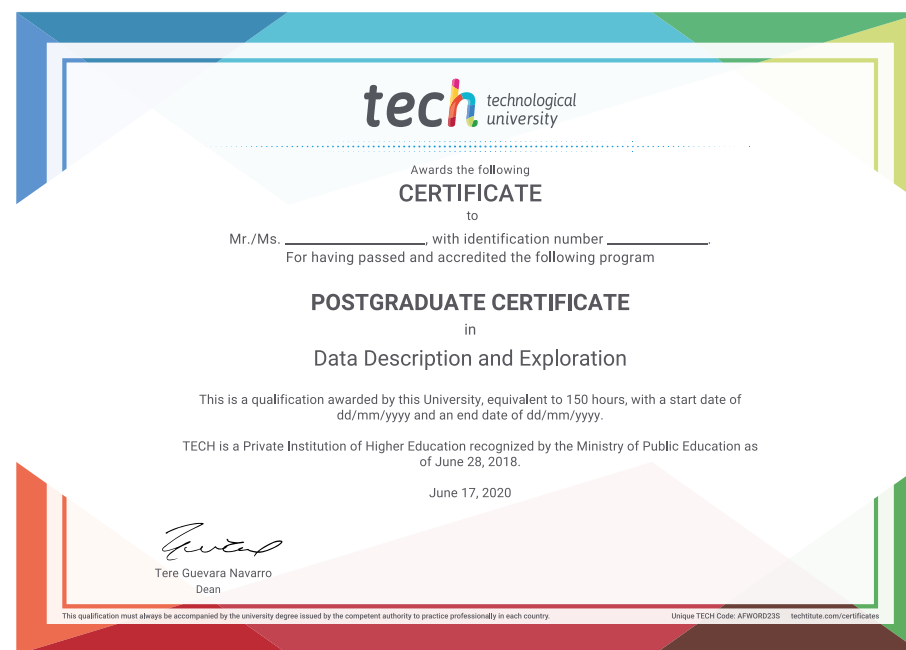 tech technological
university
Awards the following
CERTIFICATE
to
Mr./Ms. ____________________, with identification number ______________.
For having passed and accredited the following program
POSTGRADUATE CERTIFICATE
in
Data Description and Exploration
This is a qualification awarded by this University, equivalent to 150 hours, with a start date of
dd/mm/yyyy and an end date of dd/mm/yyyy.
TECH is a Private Institution of Higher Education recognized by the Ministry of Public Education as
of June 28, 2018.
June 17, 2020
Tere Guevara Navarro
Dean
This qualification must always be accompanied by the university degree issued by the competent authority to practice professionally in each country.
Unique TECH Code: AFWORD23S techtitute.com/certificates